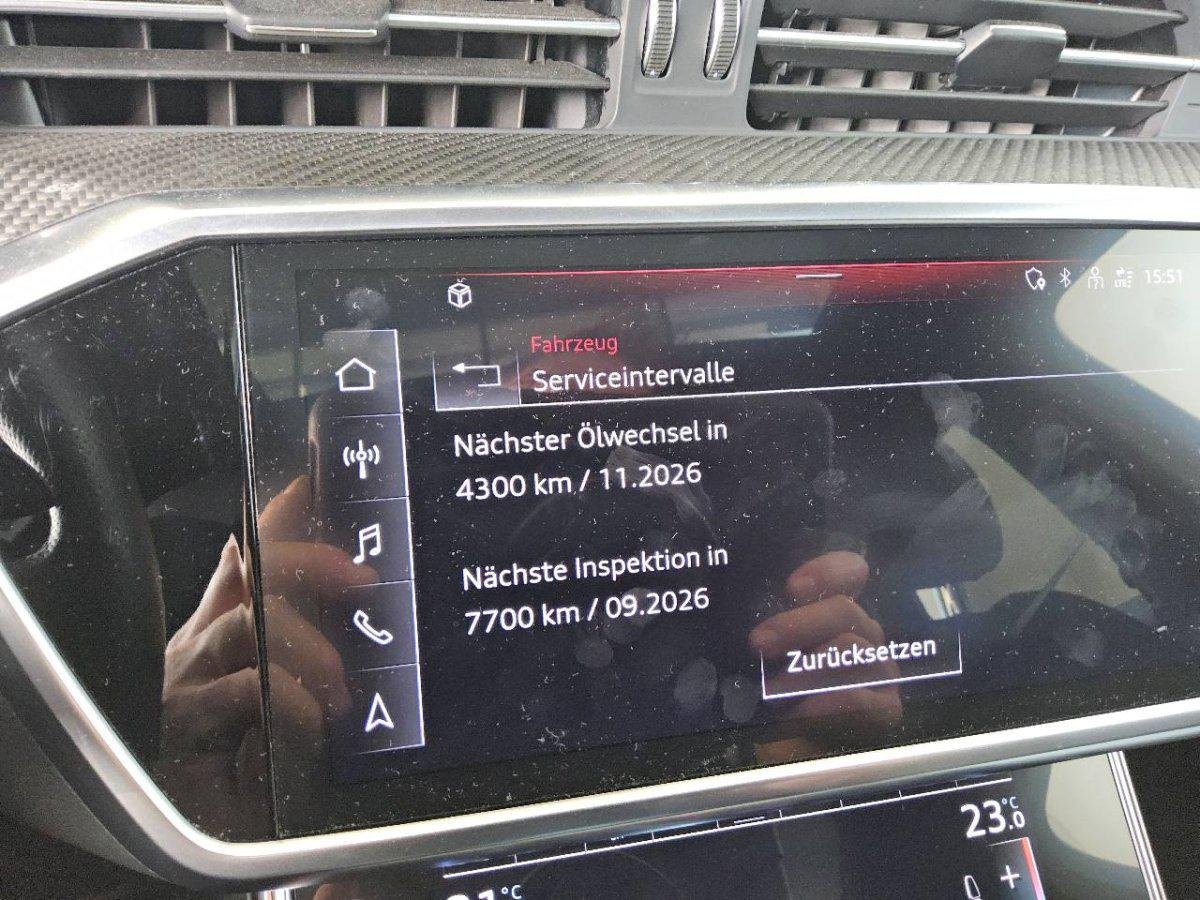 LTE
15:51
Fahrzeug
Serviceintervalle
Nächster Ölwechsel in
4300 km / 11.2026
Nächste Inspektion in
7700 km / 09.2026
Zurücksetzen
23.0 °C
°C
+